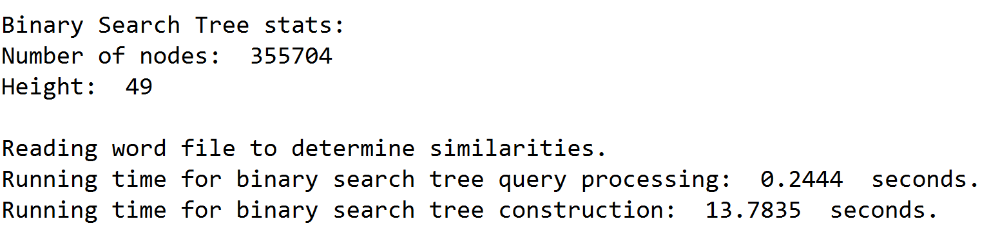 Binary Search Tree stats:
Number of nodes:  355704
Height:  49
Reading word file to determine similarities.
Running time for binary search tree query processing:  0.2444  seconds.
Running time for binary search tree construction:  13.7835  seconds.